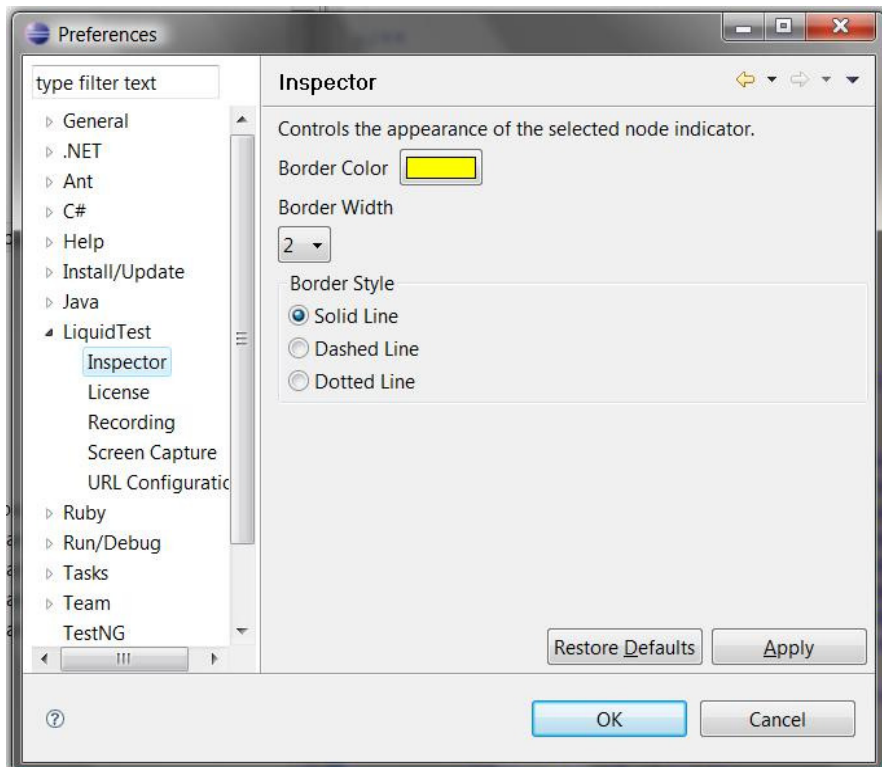 Preferences
type filter text
General
.NET
Ant
C#
Help
Install/Update
Java
LiquidTest
Inspector
License
Recording
Screen Capture
URL Configuratic
Ruby
Run/Debug
Tasks
Team
TestNG
Inspector
Controls the appearance of the selected node indicator.
Border Color
Border Width
2
Border Style
Solid Line
Dashed Line
Dotted Line
Restore Defaults
Apply
OK
Cancel